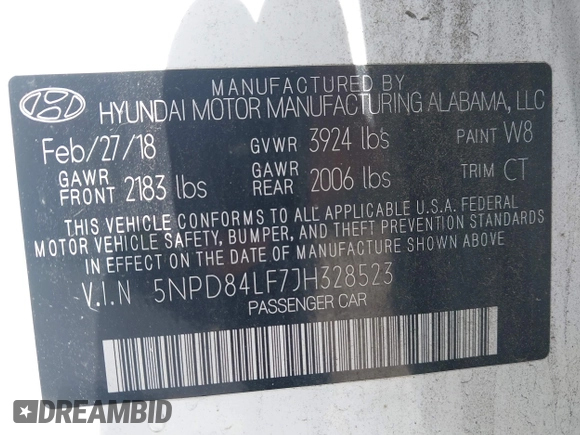 MANUFACTURED BY
HYUNDAI MOTOR MANUFACTURING ALABAMA, LLC
Feb/27/18 GVWR 3924 lbs PAINT W8
GAWR FRONT 2183 lbs GAWR REAR 2006 lbs TRIM CT
THIS VEHICLE CONFORMS TO ALL APPLICABLE U.S.A. FEDERAL
MOTOR VEHICLE SAFETY, BUMPER, AND THEFT PREVENTION STANDARDS
IN EFFECT ON THE DATE OF MANUFACTURE SHOWN ABOVE.
V.I.N 5NPD84LF7JH328523
PASSENGER CAR
DREAMBID